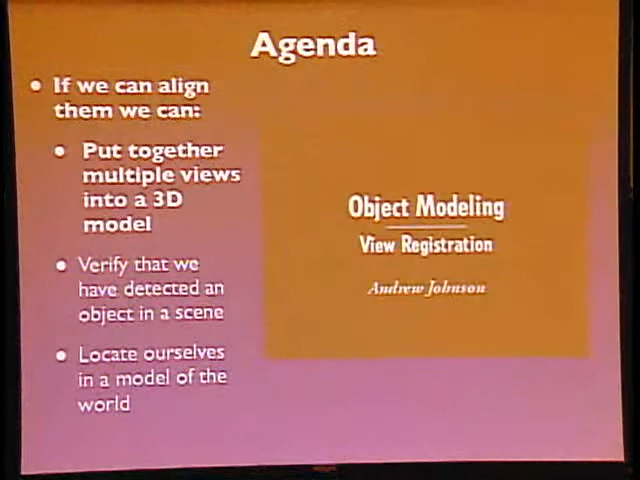 Agenda
• If we can align
them we can:
• Put together
multiple views
into a 3D
model
• Verify that we
have detected an
object in a scene
• Locate ourselves
in a model of the
world
Object Modeling
View Registration
Andrew Johnson